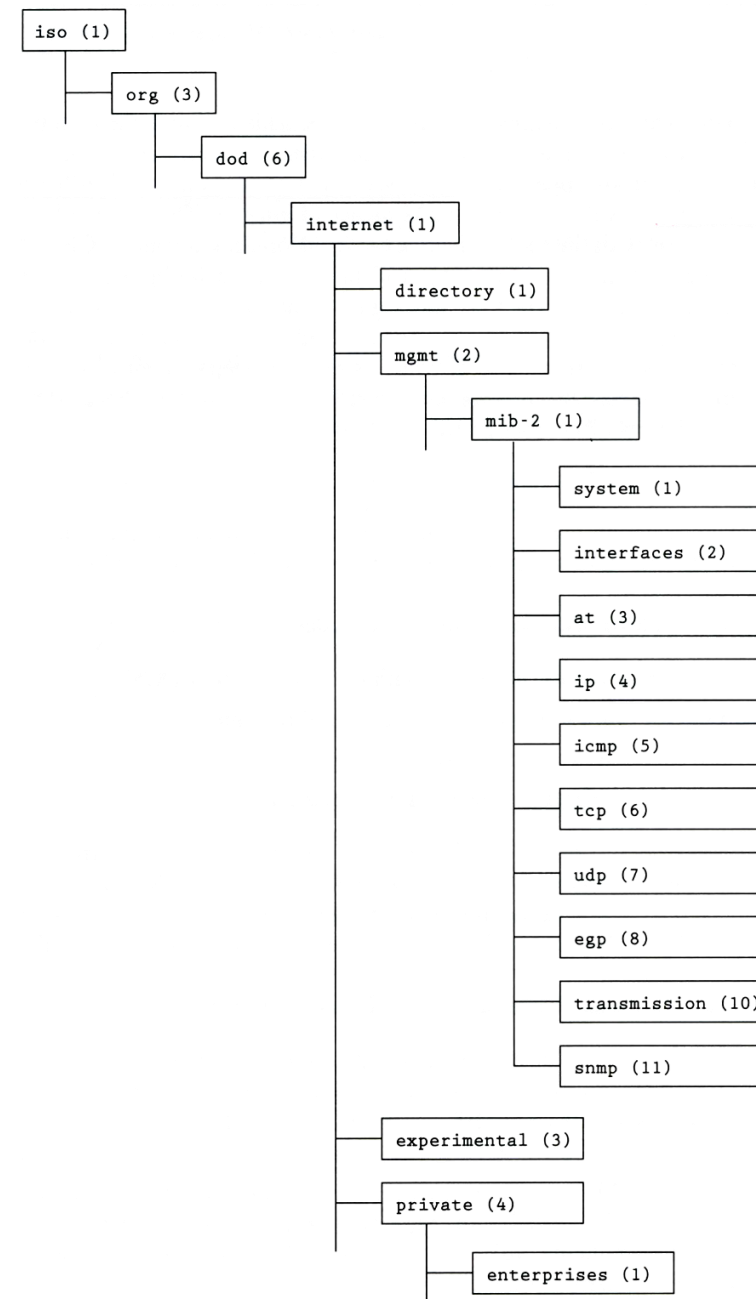 iso (1)
org (3)
dod (6)
internet (1)
directory (1)
mgmt (2)
mib-2 (1)
system (1)
interfaces (2)
at (3)
ip (4)
icmp (5)
tcp (6)
udp (7)
egp (8)
transmission (10)
snmp (11)
experimental (3)
private (4)
enterprises (1)